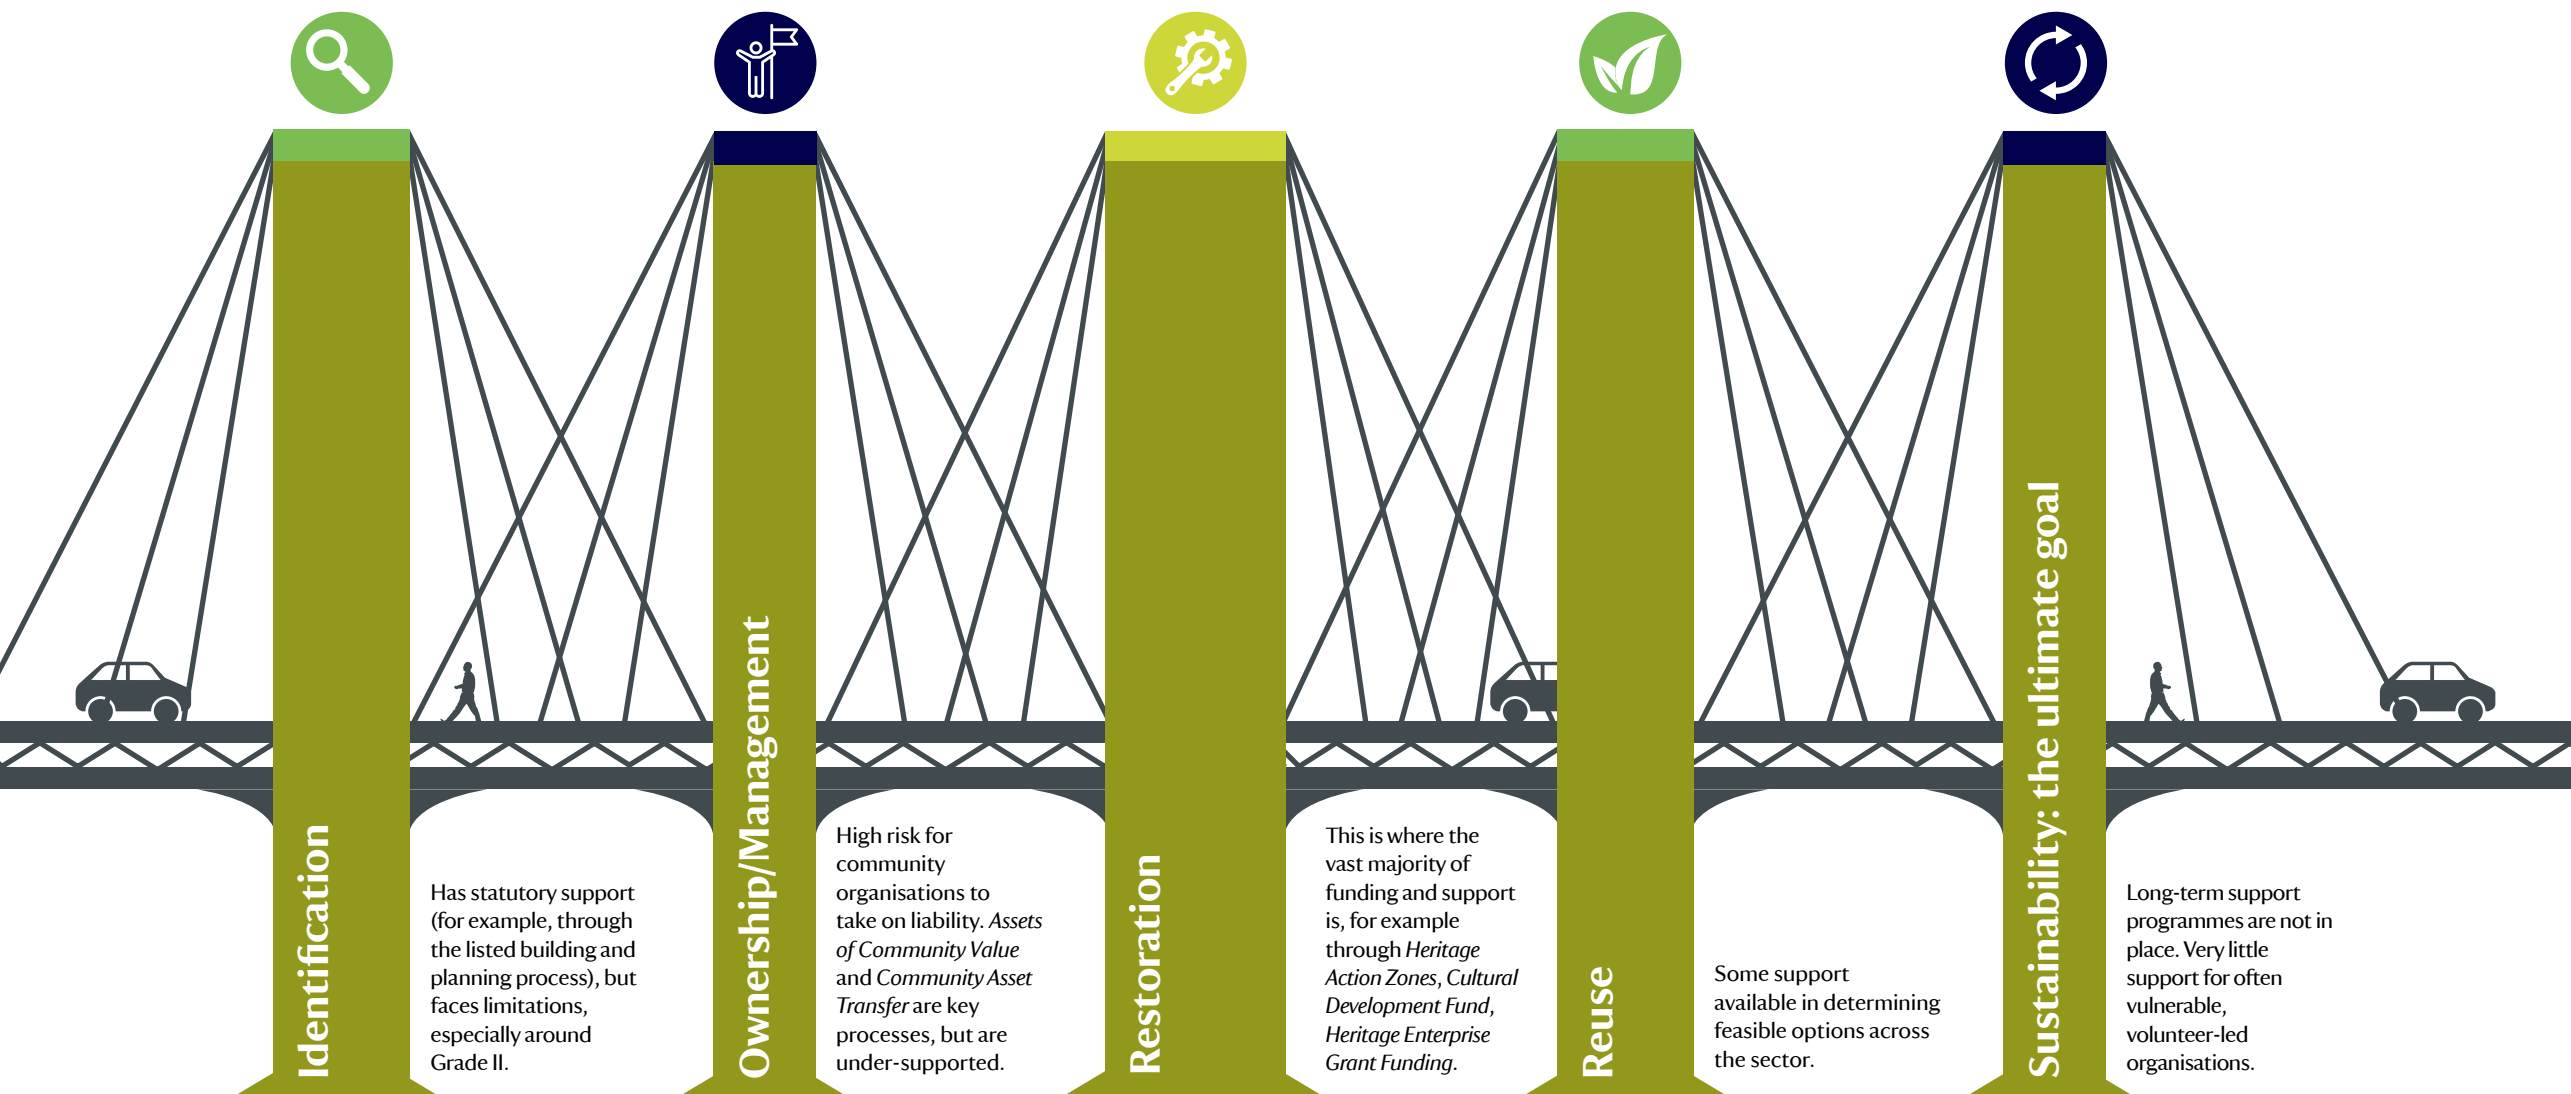 Identification
Has statutory support
(for example, through
the listed building and
planning process), but
faces limitations,
especially around
Grade II.
Ownership/Management
High risk for
community
organisations to
take on liability. Assets
of Community Value
and Community Asset
Transfer are key
processes, but are
under-supported.
Restoration
This is where the
vast majority of
funding and support
is, for example
through Heritage
Action Zones, Cultural
Development Fund,
Heritage Enterprise
Grant Funding.
Reuse
Some support
available in determining
feasible options across
the sector.
Sustainability: the ultimate goal
Long-term support
programmes are not in
place. Very little
support for often
vulnerable,
volunteer-led
organisations.